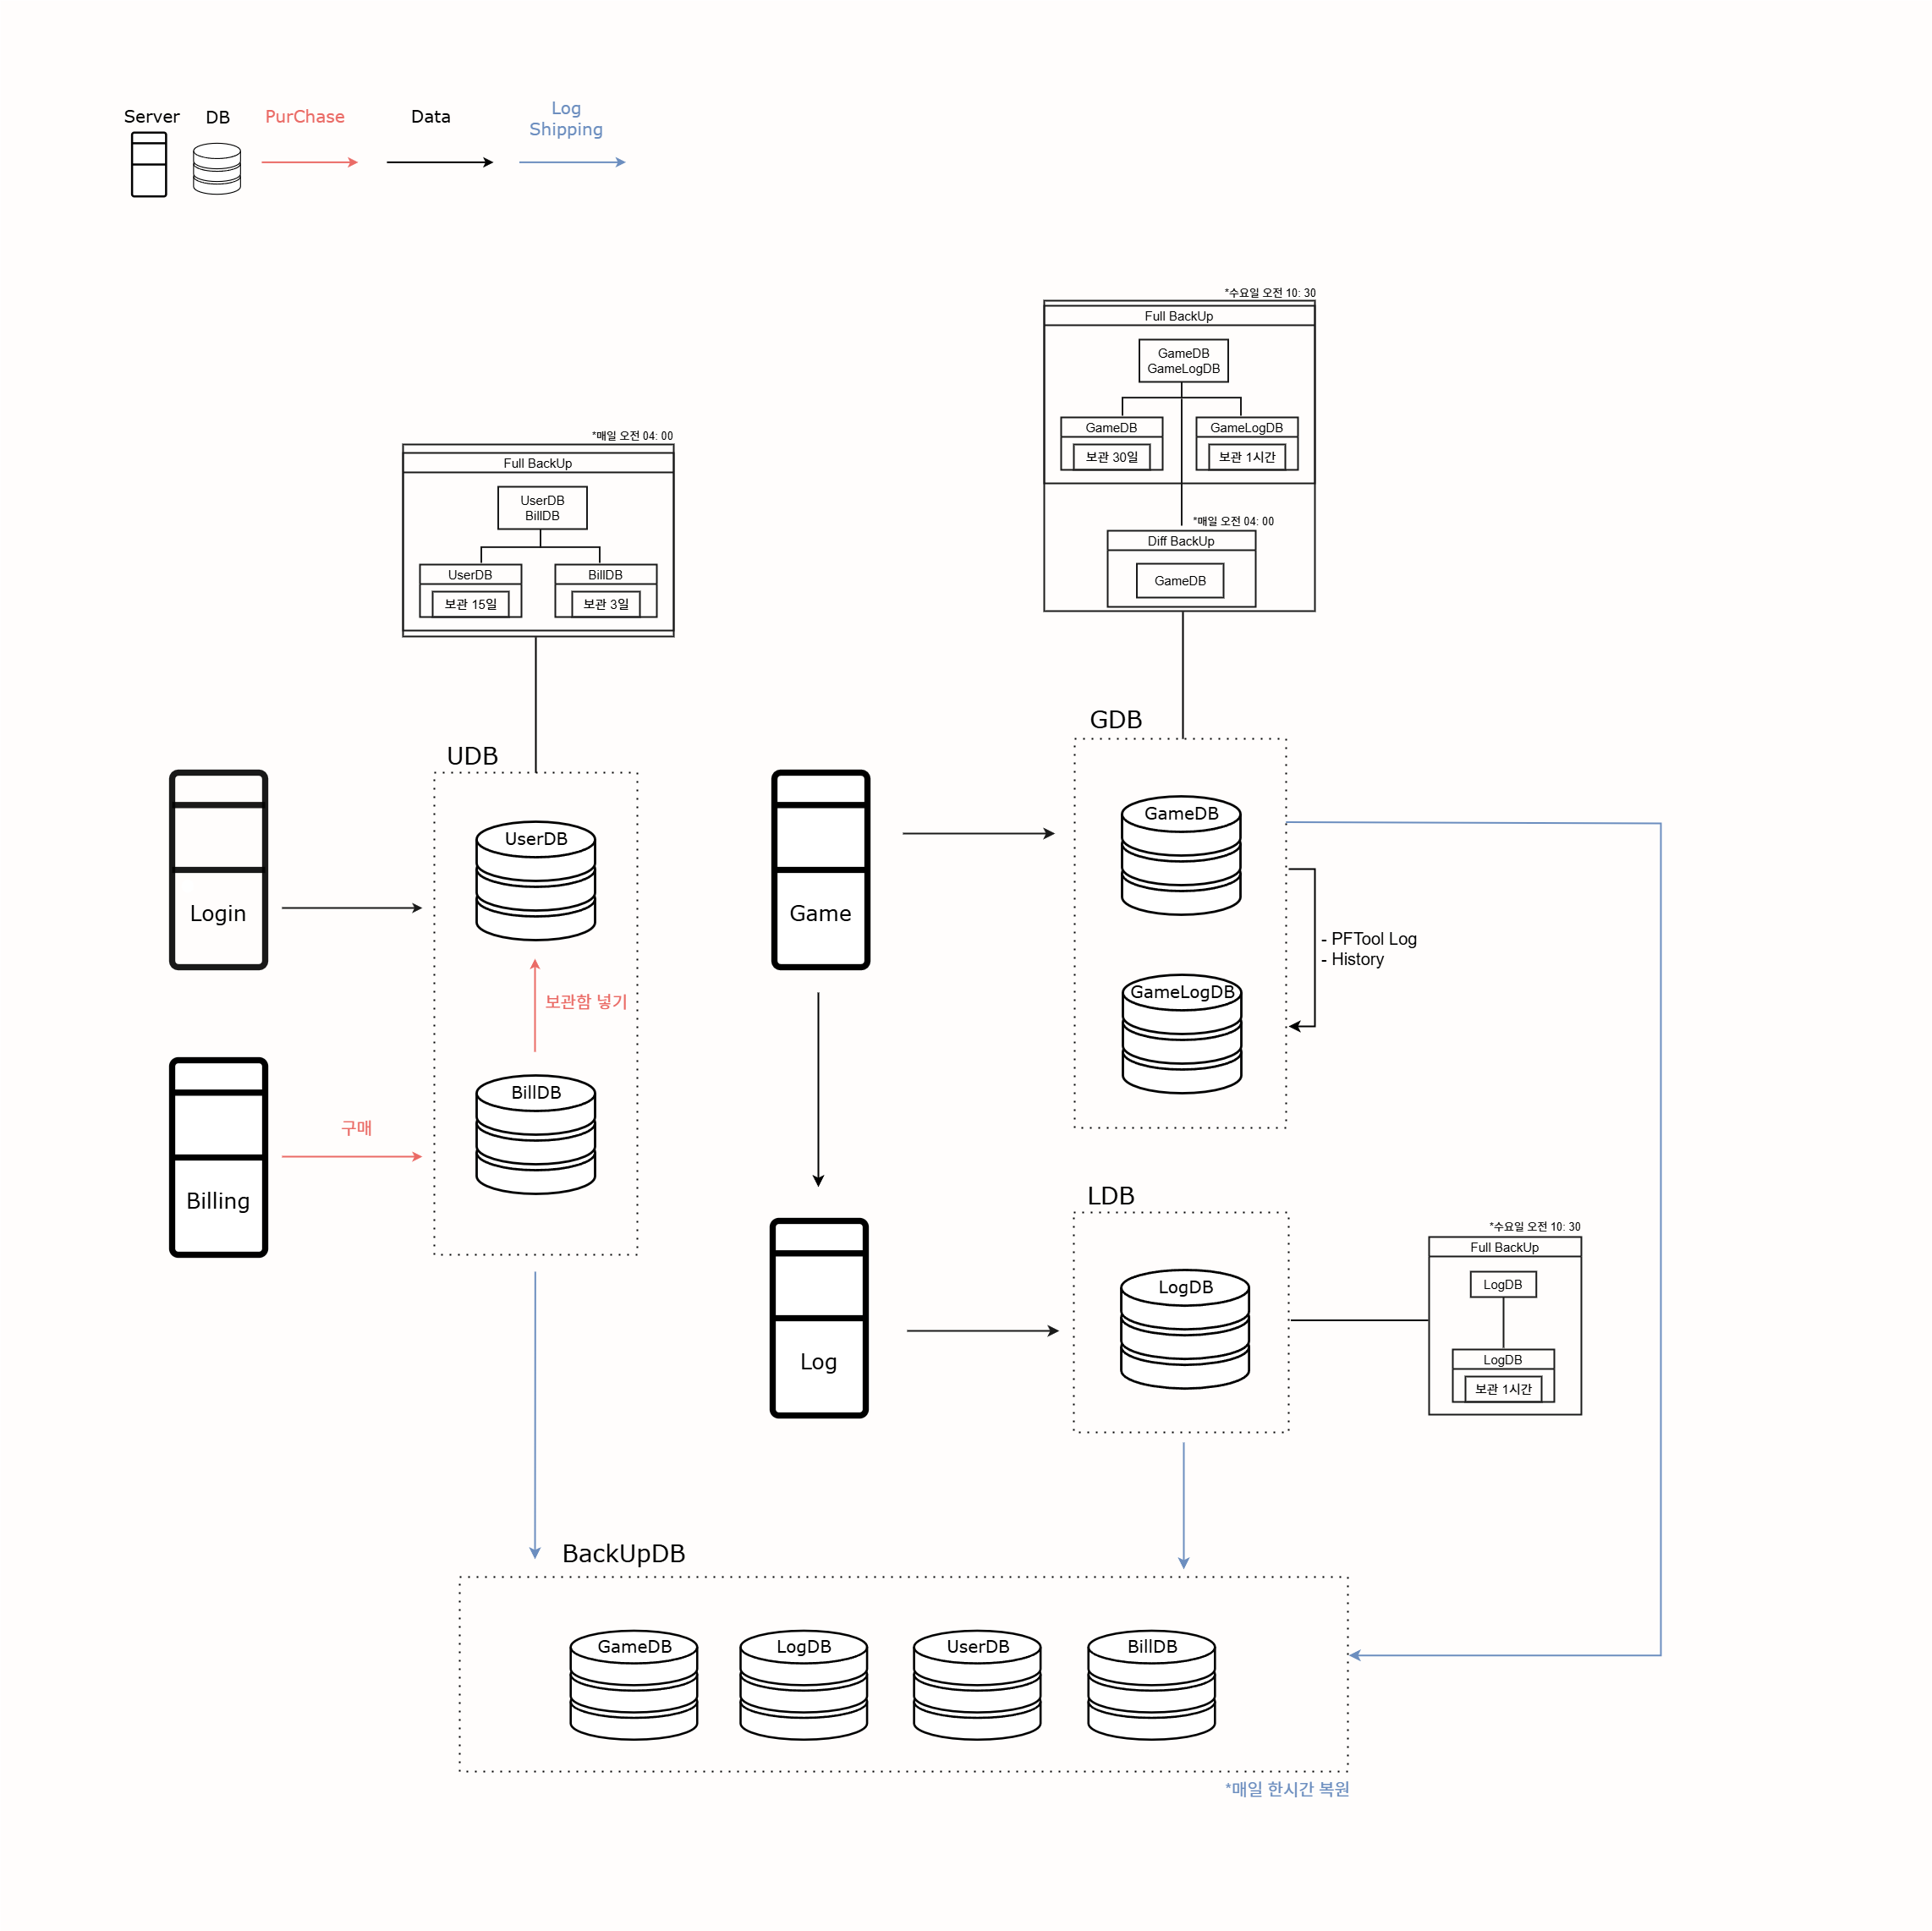 Server
DB
PurChase
Data
Log
Shipping
*수요일 오전 10: 30
Full BackUp
GameDB
GameLogDB
GameDB
GameLogDB
보관 30일
보관 1시간
*매일 오전 04: 00
Diff BackUp
GameDB
*매일 오전 04: 00
Full BackUp
UserDB
BillDB
UserDB
BillDB
보관 15일
보관 3일
UDB
UserDB
Login
보관함 넣기
BillDB
구매
Billing
GDB
GameDB
Game
- PFTool Log
- History
GameLogDB
LDB
LogDB
Log
*수요일 오전 10: 30
Full BackUp
LogDB
LogDB
보관 1시간
BackUpDB
GameDB
LogDB
UserDB
BillDB
*매일 한시간 복원